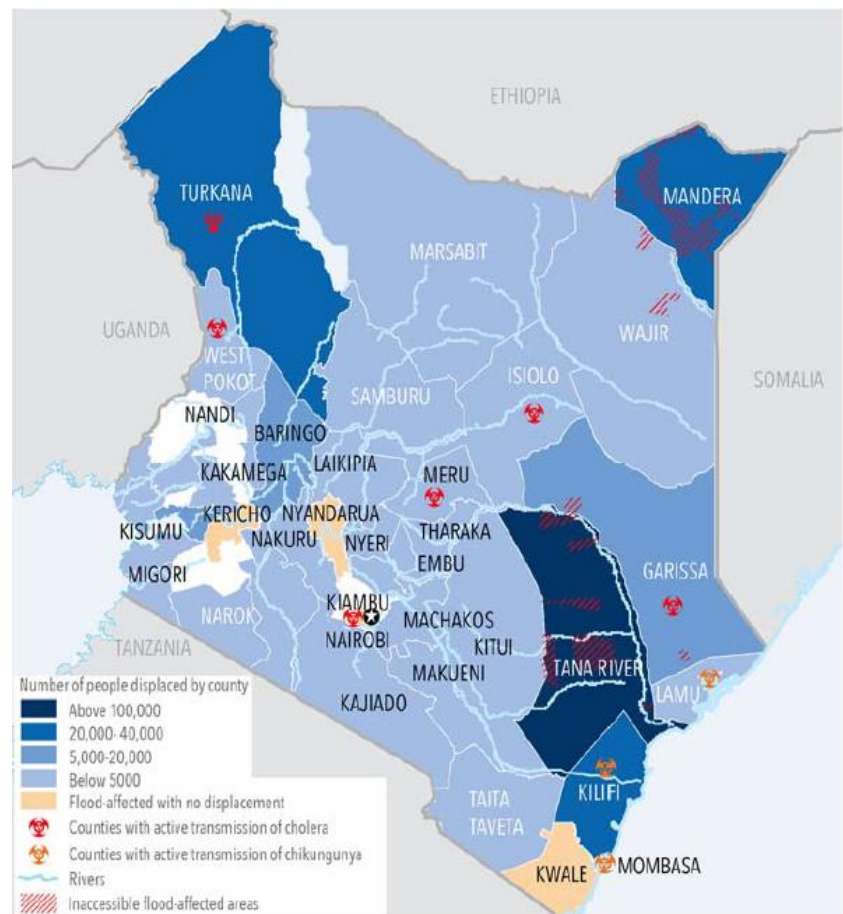 ETHIOPIA
TURKANA
MANDERA
MARSABIT
UGANDA
WAJIR
WEST
POKOT
ISIOLO
SOMALIA
SAMBURU
NANDI
BARINGO
KAKAMEGA
LAIKIPIA
MERU
KERICHO
NYANDARUA
THARAKA
KISUMU
NAKURU
NYERI
EMBU
GARISSA
MIGORI
KIAMBU
NAROK
MACHAKOS
NAIROBI
KITUI
TANZANIA
TANA RIVER
MAKUENI
LAMU
KAJIADO
Number of people displaced by county
Above 100,000
20,000- 40,000
5,000-20,000
Below 5000
Flood-affected with no displacement
Counties with active transmission of cholera
Counties with active transmission of chikungunya
Rivers
Inaccessible flood-affected areas
TAITA
TAVETA
KILIFI
KWALE
MOMBASA